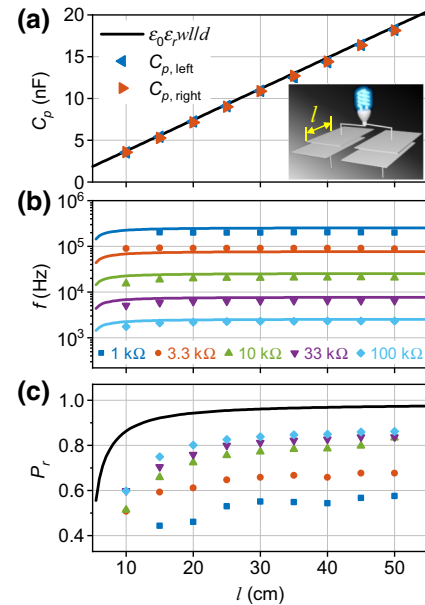 (a)
20
15
10
5
0
C_p (nF)
ε₀ε_r wl/d
C_p, left
C_p, right
l
(b)
10⁶
10⁵
10⁴
10³
f (Hz)
1 kΩ 3.3 kΩ 10 kΩ 33 kΩ 100 kΩ
(c)
1.0
0.8
0.6
0.4
P_r
10 20 30 40 50
l (cm)